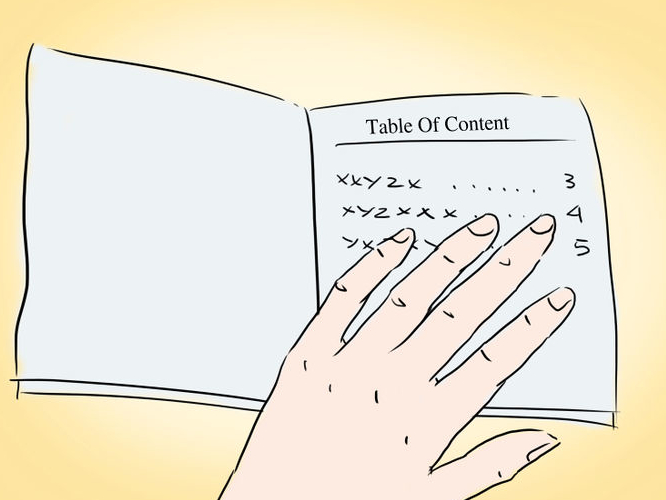 Table Of Content
xxyzx ...... 3
xyzxxx ..... 4
5